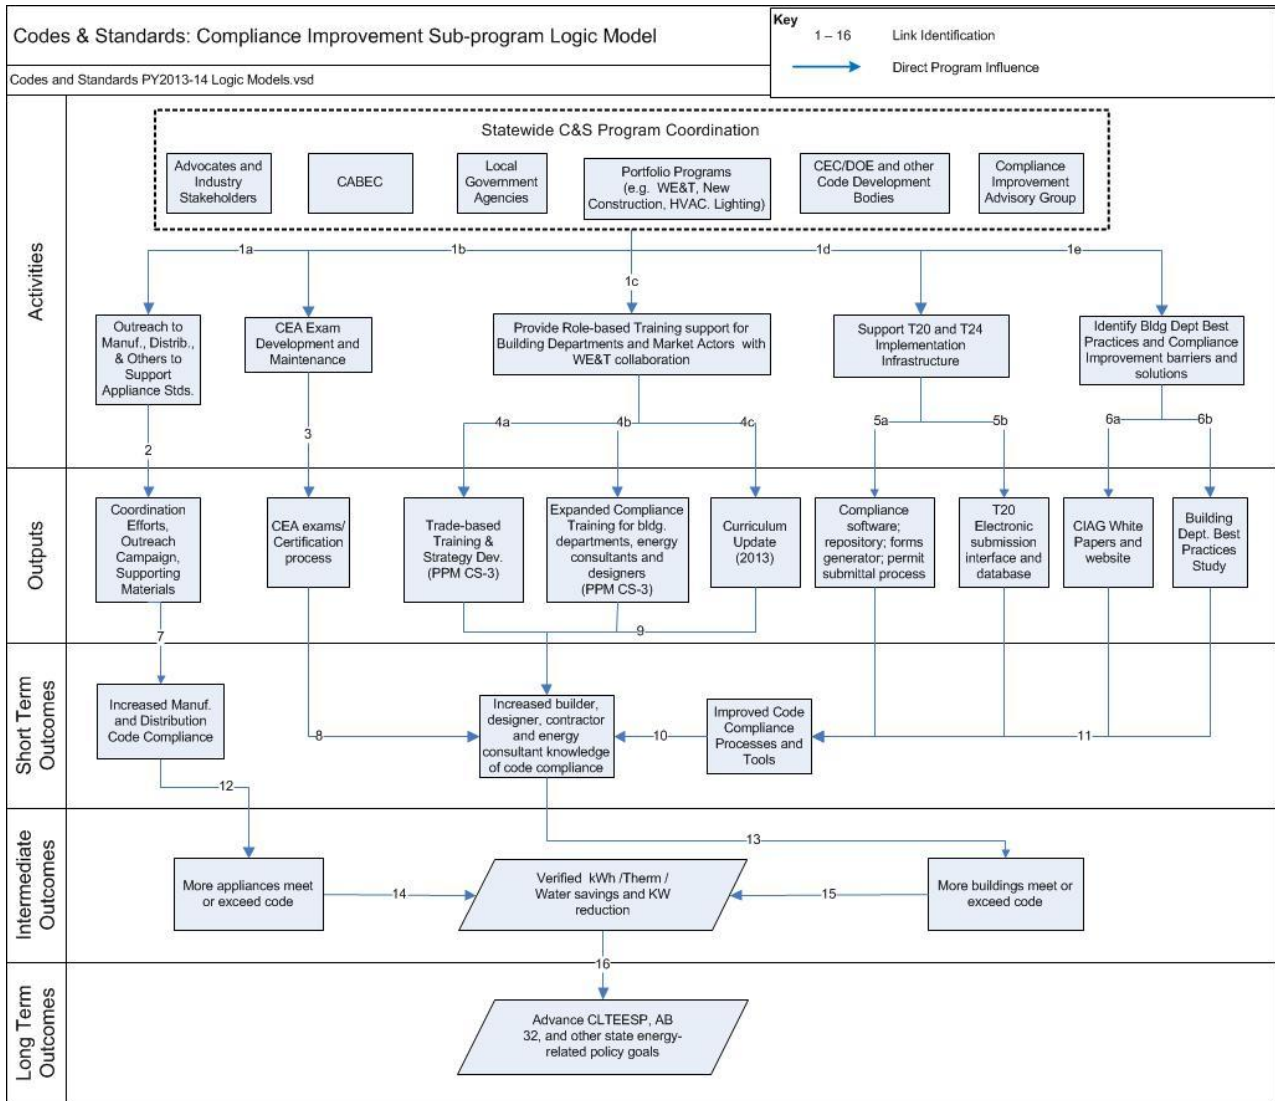 Codes & Standards: Compliance Improvement Sub-program Logic Model
Key
1 – 16 Link Identification
Direct Program Influence
Codes and Standards PY2013-14 Logic Models.vsd
Activities
Statewide C&S Program Coordination
Advocates and
Industry
Stakeholders
CABEC
Local
Government
Agencies
Portfolio Programs
(e.g. WE&T, New
Construction, HVAC. Lighting)
CEC/DOE and other
Code Development
Bodies
Compliance
Improvement
Advisory Group
1a
1b
1c
1d
1e
Outreach to
Manuf., Distrib.,
& Others to
Support
Appliance Stds.
CEA Exam
Development and
Maintenance
Provide Role-based Training support for
Building Departments and Market Actors with
WE&T collaboration
Support T20 and T24
Implementation
Infrastructure
Identify Bldg Dept Best
Practices and Compliance
Improvement barriers and
solutions
2
3
4a
4b
4c
5a
5b
6a
6b
Outputs
Coordination
Efforts,
Outreach
Campaign,
Supporting
Materials
CEA exams/
Certification
process
Trade-based
Training &
Strategy Dev.
(PPM CS-3)
Expanded Compliance
Training for bldg.
departments, energy
consultants and
designers
(PPM CS-3)
Curriculum
Update
(2013)
Compliance
software;
repository; forms
generator; permit
submittal process
T20
Electronic
submission
interface and
database
CIAG White
Papers and
website
Building
Dept. Best
Practices
Study
7
9
Short Term
Outcomes
Increased Manuf.
and Distribution
Code Compliance
8
Increased builder,
designer, contractor
and energy
consultant knowledge
of code compliance
10
Improved Code
Compliance
Processes and
Tools
11
12
13
Intermediate
Outcomes
More appliances meet
or exceed code
14
Verified kWh /Therm /
Water savings and KW
reduction
15
More buildings meet or
exceed code
16
Long Term
Outcomes
Advance CLTEESP, AB
32, and other state energy-
related policy goals